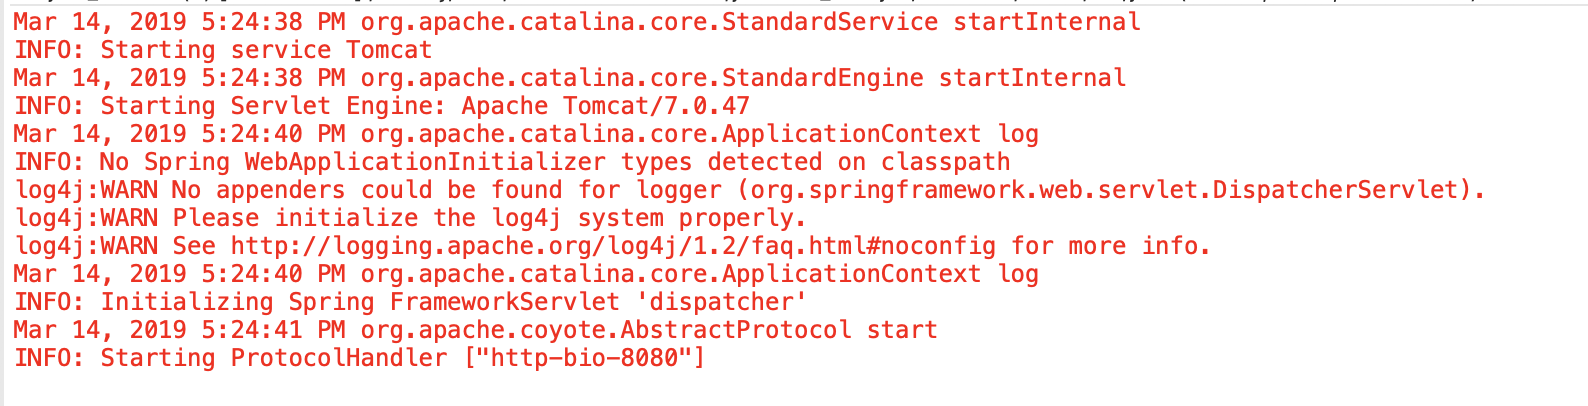 Mar 14, 2019 5:24:38 PM org.apache.catalina.core.StandardService startInternal
INFO: Starting service Tomcat
Mar 14, 2019 5:24:38 PM org.apache.catalina.core.StandardEngine startInternal
INFO: Starting Servlet Engine: Apache Tomcat/7.0.47
Mar 14, 2019 5:24:40 PM org.apache.catalina.core.ApplicationContext log
INFO: No Spring WebApplicationInitializer types detected on classpath
log4j:WARN No appenders could be found for logger (org.springframework.web.servlet.DispatcherServlet).
log4j:WARN Please initialize the log4j system properly.
log4j:WARN See http://logging.apache.org/log4j/1.2/faq.html#noconfig for more info.
Mar 14, 2019 5:24:40 PM org.apache.catalina.core.ApplicationContext log
INFO: Initializing Spring FrameworkServlet 'dispatcher'
Mar 14, 2019 5:24:41 PM org.apache.coyote.AbstractProtocol start
INFO: Starting ProtocolHandler ["http-bio-8080"]